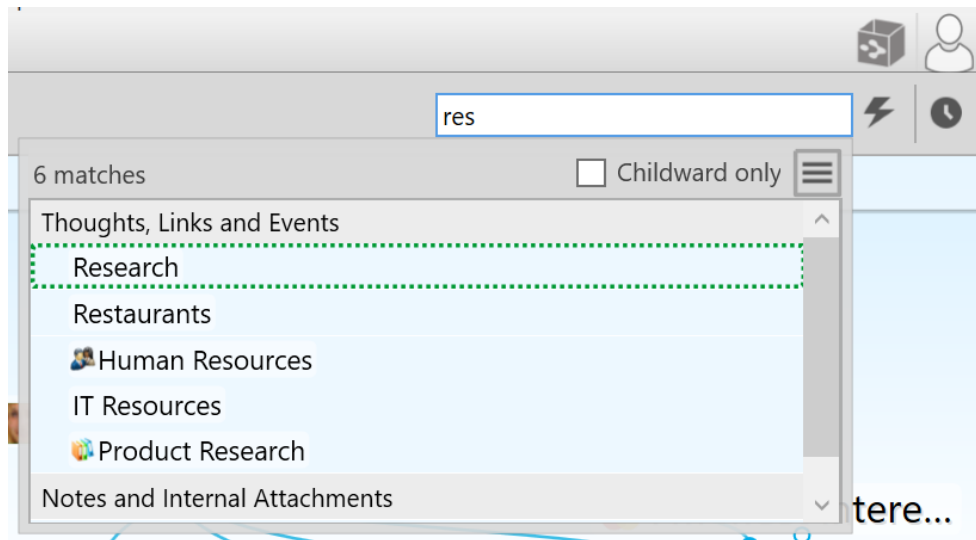 res
6 matches
Childward only
Thoughts, Links and Events
Research
Restaurants
Human Resources
IT Resources
Product Research
Notes and Internal Attachments
tere...